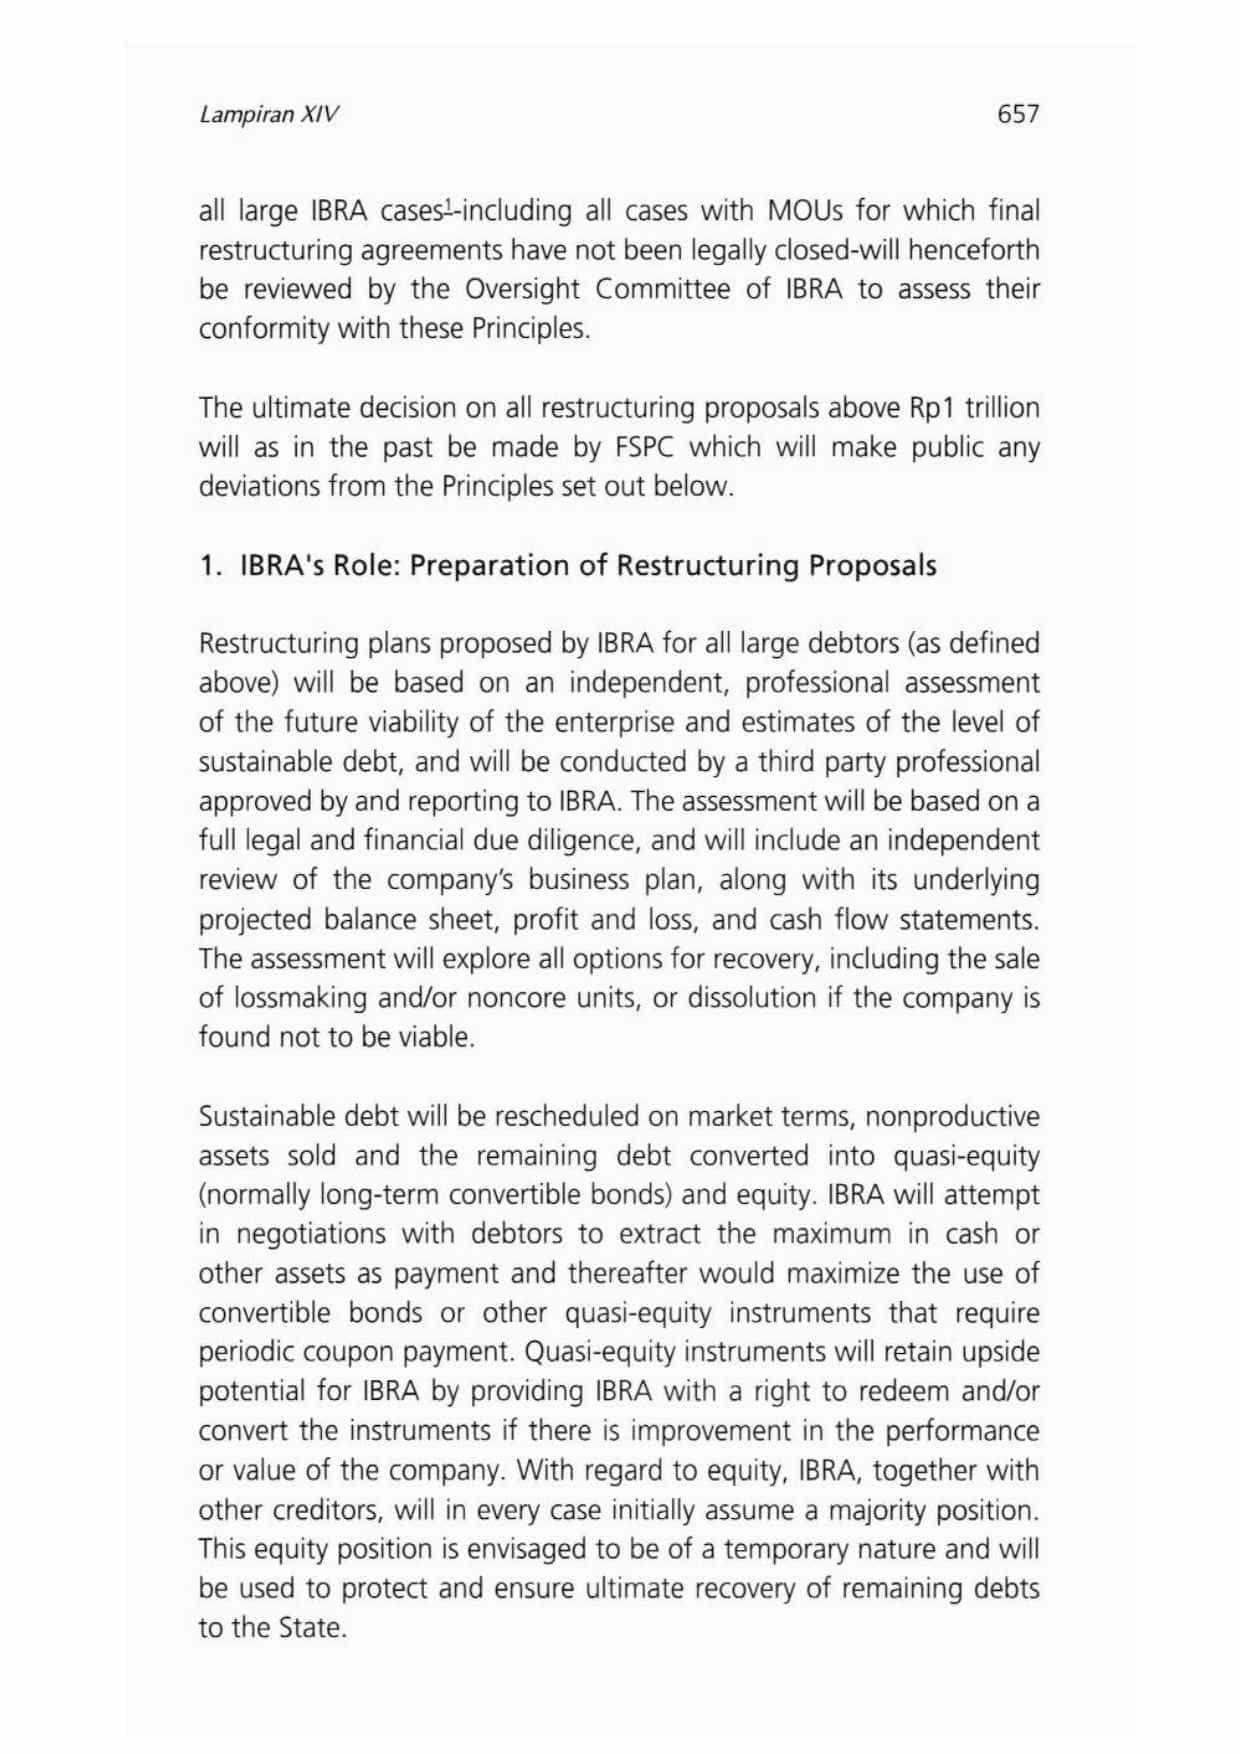 Lampiran XIV
657
all large IBRA cases¹-including all cases with MOUs for which final
restructuring agreements have not been legally closed-will henceforth
be reviewed by the Oversight Committee of IBRA to assess their
conformity with these Principles.
The ultimate decision on all restructuring proposals above Rp1 trillion
will as in the past be made by FSPC which will make public any
deviations from the Principles set out below.
1. IBRA's Role: Preparation of Restructuring Proposals
Restructuring plans proposed by IBRA for all large debtors (as defined
above) will be based on an independent, professional assessment
of the future viability of the enterprise and estimates of the level of
sustainable debt, and will be conducted by a third party professional
approved by and reporting to IBRA. The assessment will be based on a
full legal and financial due diligence, and will include an independent
review of the company's business plan, along with its underlying
projected balance sheet, profit and loss, and cash flow statements.
The assessment will explore all options for recovery, including the sale
of lossmaking and/or noncore units, or dissolution if the company is
found not to be viable.
Sustainable debt will be rescheduled on market terms, nonproductive
assets sold and the remaining debt converted into quasi-equity
(normally long-term convertible bonds) and equity. IBRA will attempt
in negotiations with debtors to extract the maximum in cash or
other assets as payment and thereafter would maximize the use of
convertible bonds or other quasi-equity instruments that require
periodic coupon payment. Quasi-equity instruments will retain upside
potential for IBRA by providing IBRA with a right to redeem and/or
convert the instruments if there is improvement in the performance
or value of the company. With regard to equity, IBRA, together with
other creditors, will in every case initially assume a majority position.
This equity position is envisaged to be of a temporary nature and will
be used to protect and ensure ultimate recovery of remaining debts
to the State.